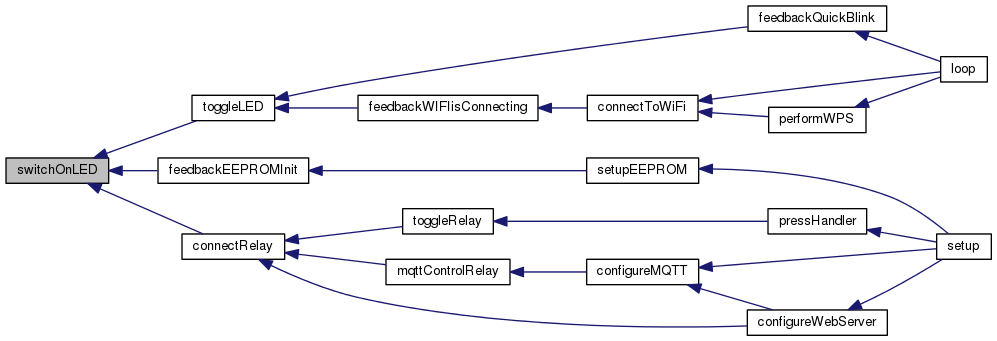 feedbackQuickBlink
loop
toggleLED
feedbackWIFIisConnecting
connectToWiFi
performWPS
switchOnLED
feedbackEEPROMInit
setupEEPROM
toggleRelay
pressHandler
connectRelay
setup
mqttControlRelay
configureMQTT
configureWebServer